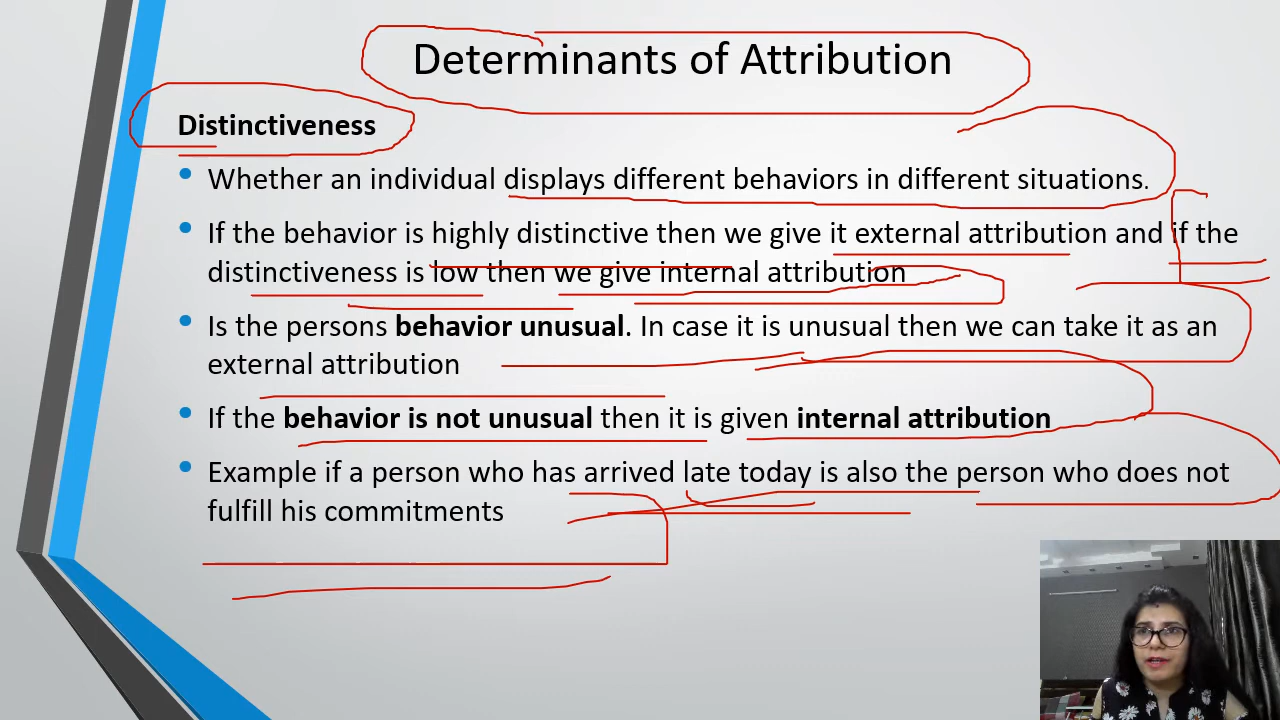 Determinants of Attribution
Distinctiveness
Whether an individual displays different behaviors in different situations.
If the behavior is highly distinctive then we give it external attribution and if the
distinctiveness is low then we give internal attribution
Is the persons behavior unusual. In case it is unusual then we can take it as an
external attribution
If the behavior is not unusual then it is given internal attribution
Example if a person who has arrived late today is also the person who does not
fulfill his commitments